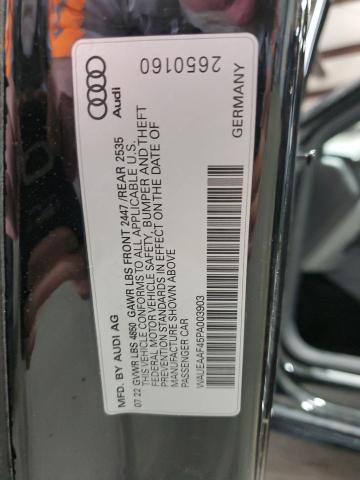 Audi
2650160
MFD. BY AUDI AG
07 22 GVWR LBS 4850 GAWR LBS FRONT 2447 /REAR 2535
THIS VEHICLE CONFORMS TO ALL APPLICABLE U.S.
FEDERAL MOTOR VEHICLE SAFETY, BUMPER AND THEFT
PREVENTION STANDARDS IN EFFECT ON THE DATE OF
MANUFACTURE SHOWN ABOVE
PASSENGER CAR
WAUEAAF45PA003903
GERMANY